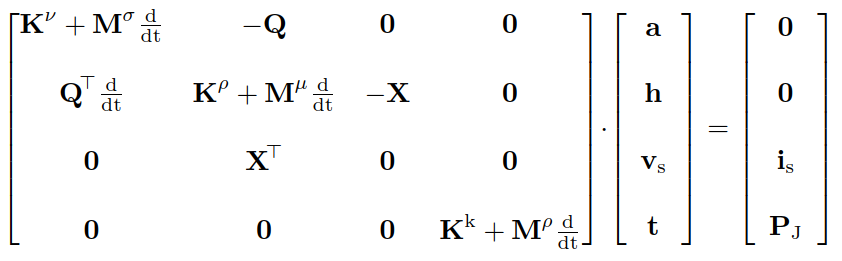 K^ν + M^σ d/dt −Q 0 0 a 0
Q^⊤ d/dt K^ρ + M^μ d/dt −X 0 h 0
0 X^⊤ 0 0 · v_s = i_s
0 0 0 K^k + M^ρ d/dt t P_J